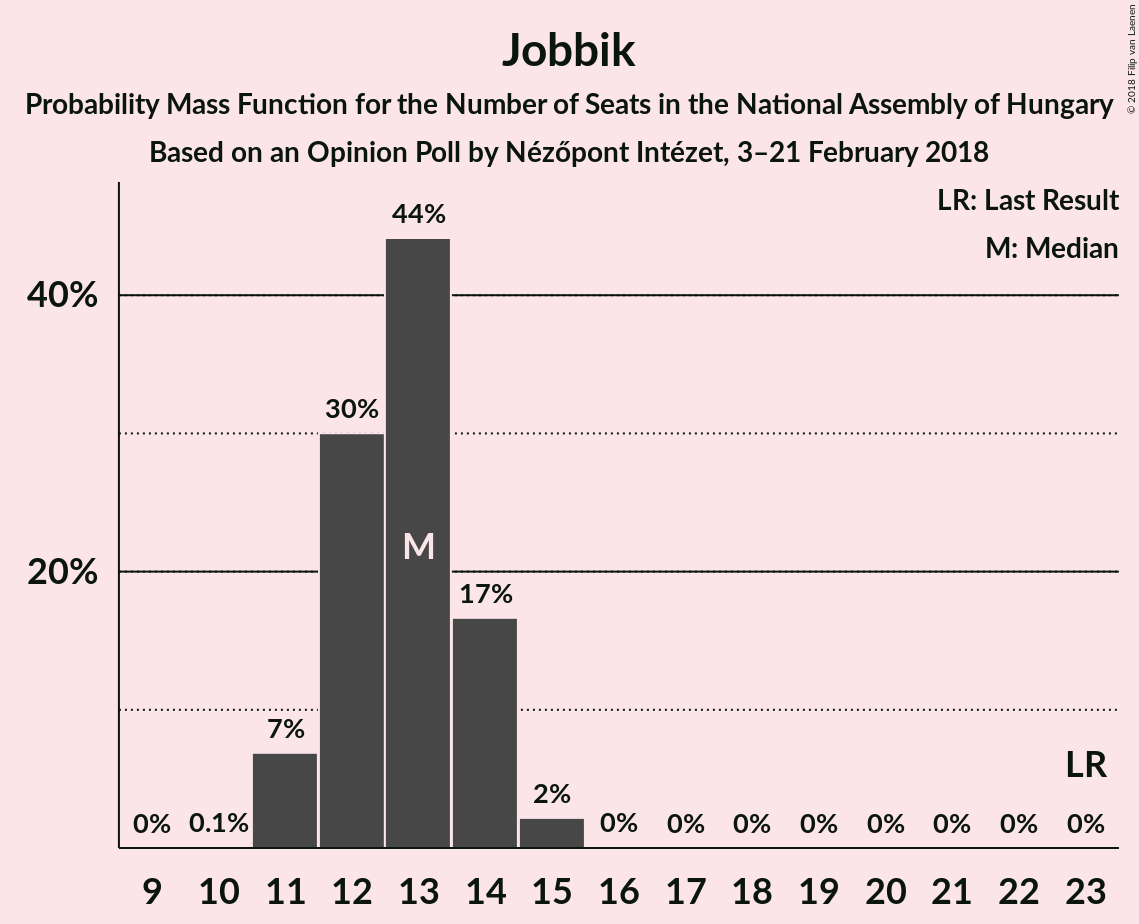 Jobbik
Probability Mass Function for the Number of Seats in the National Assembly of Hungary
Based on an Opinion Poll by Nézőpont Intézet, 3–21 February 2018
© 2018 Filip van Laenen
LR: Last Result
M: Median
44%
40%
30%
M
20%
17%
7%
LR
2%
0% 0.1% 0% 0% 0% 0% 0% 0% 0% 0%
9 10 11 12 13 14 15 16 17 18 19 20 21 22 23